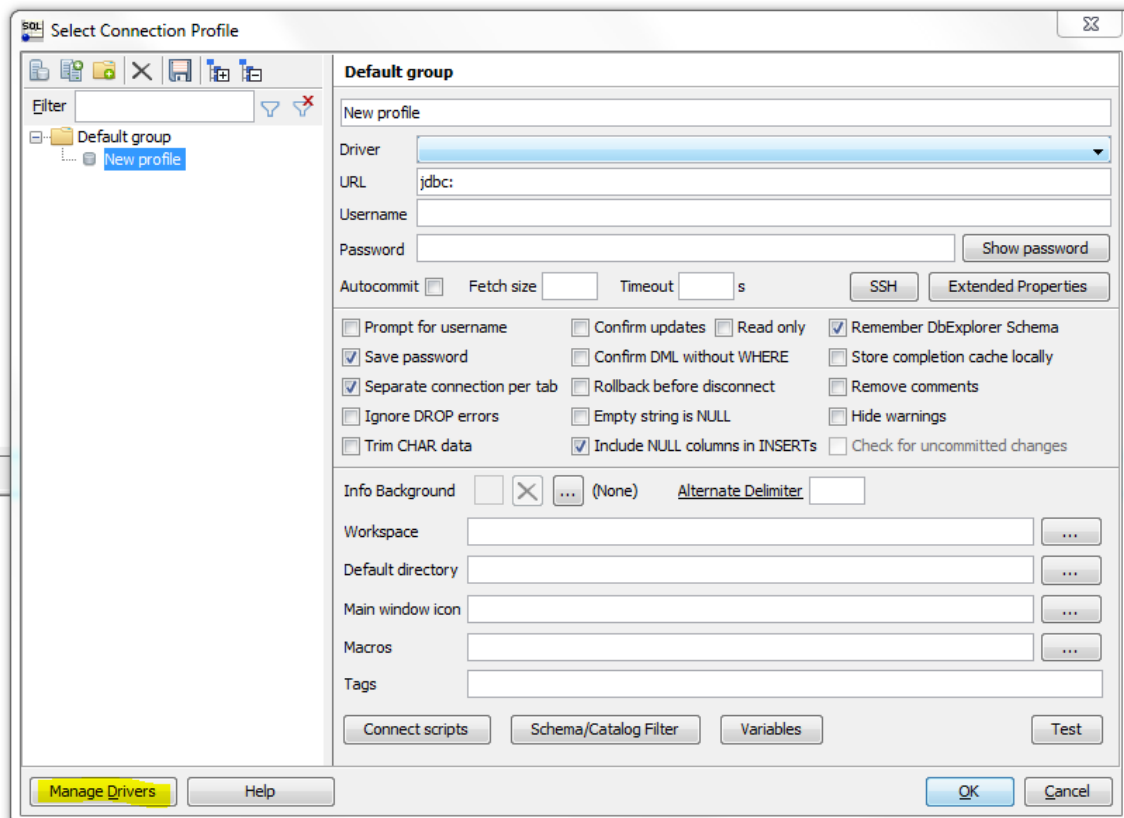 SQL Select Connection Profile
Filter
Default group
New profile
Default group
New profile
Driver
URL jdbc:
Username
Password Show password
Autocommit Fetch size Timeout s SSH Extended Properties
Prompt for username Confirm updates Read only Remember DbExplorer Schema
Save password Confirm DML without WHERE Store completion cache locally
Separate connection per tab Rollback before disconnect Remove comments
Ignore DROP errors Empty string is NULL Hide warnings
Trim CHAR data Include NULL columns in INSERTs Check for uncommitted changes
Info Background ... (None) Alternate Delimiter
Workspace ...
Default directory ...
Main window icon ...
Macros ...
Tags
Connect scripts Schema/Catalog Filter Variables Test
Manage Drivers Help OK Cancel